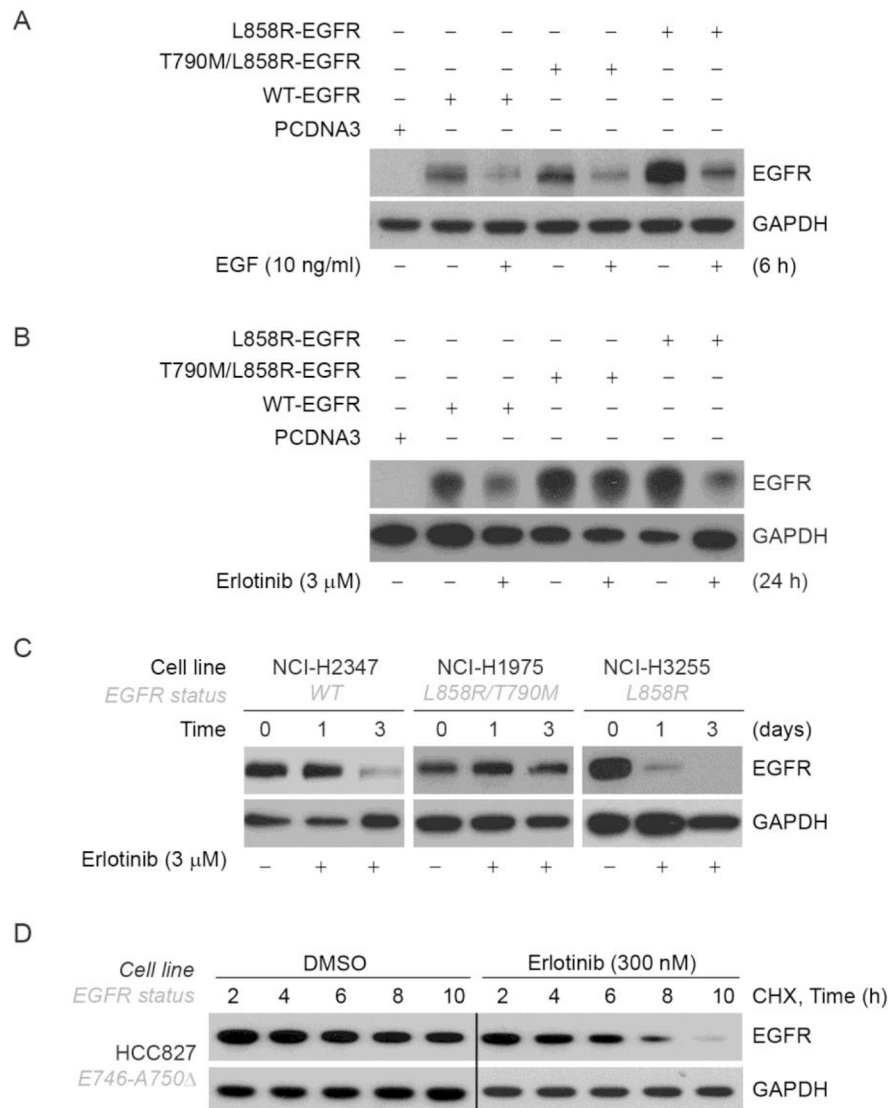 A
L858R-EGFR – – – – – + +
T790M/L858R-EGFR – – – + + – –
WT-EGFR – + + – – – –
PCDNA3 + – – – – – –
EGFR
GAPDH
EGF (10 ng/ml) – – + – + – + (6 h)
B
L858R-EGFR – – – – – + +
T790M/L858R-EGFR – – – + + – –
WT-EGFR – + + – – – –
PCDNA3 + – – – – – –
EGFR
GAPDH
Erlotinib (3 μM) – – + – + – + (24 h)
C
Cell line NCI-H2347 NCI-H1975 NCI-H3255
EGFR status WT L858R/T790M L858R
Time 0 1 3 0 1 3 0 1 3 (days)
EGFR
GAPDH
Erlotinib (3 μM) – + + – + + – + +
D
Cell line DMSO Erlotinib (300 nM)
EGFR status 2 4 6 8 10 2 4 6 8 10 CHX, Time (h)
EGFR
HCC827
E746-A750Δ
GAPDH